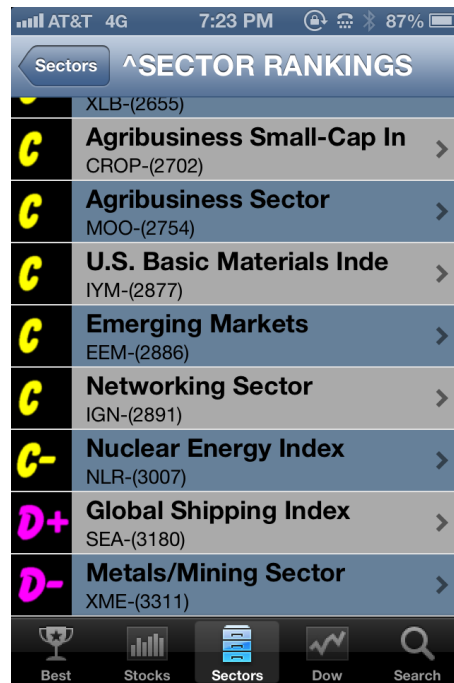 AT&T 4G 7:23 PM 87%
Sectors ^SECTOR RANKINGS
C XLB-(2655)
C Agribusiness Small-Cap In
CROP-(2702)
C Agribusiness Sector
MOO-(2754)
C U.S. Basic Materials Inde
IYM-(2877)
C Emerging Markets
EEM-(2886)
C Networking Sector
IGN-(2891)
C- Nuclear Energy Index
NLR-(3007)
D+ Global Shipping Index
SEA-(3180)
D- Metals/Mining Sector
XME-(3311)
Best Stocks Sectors Dow Search